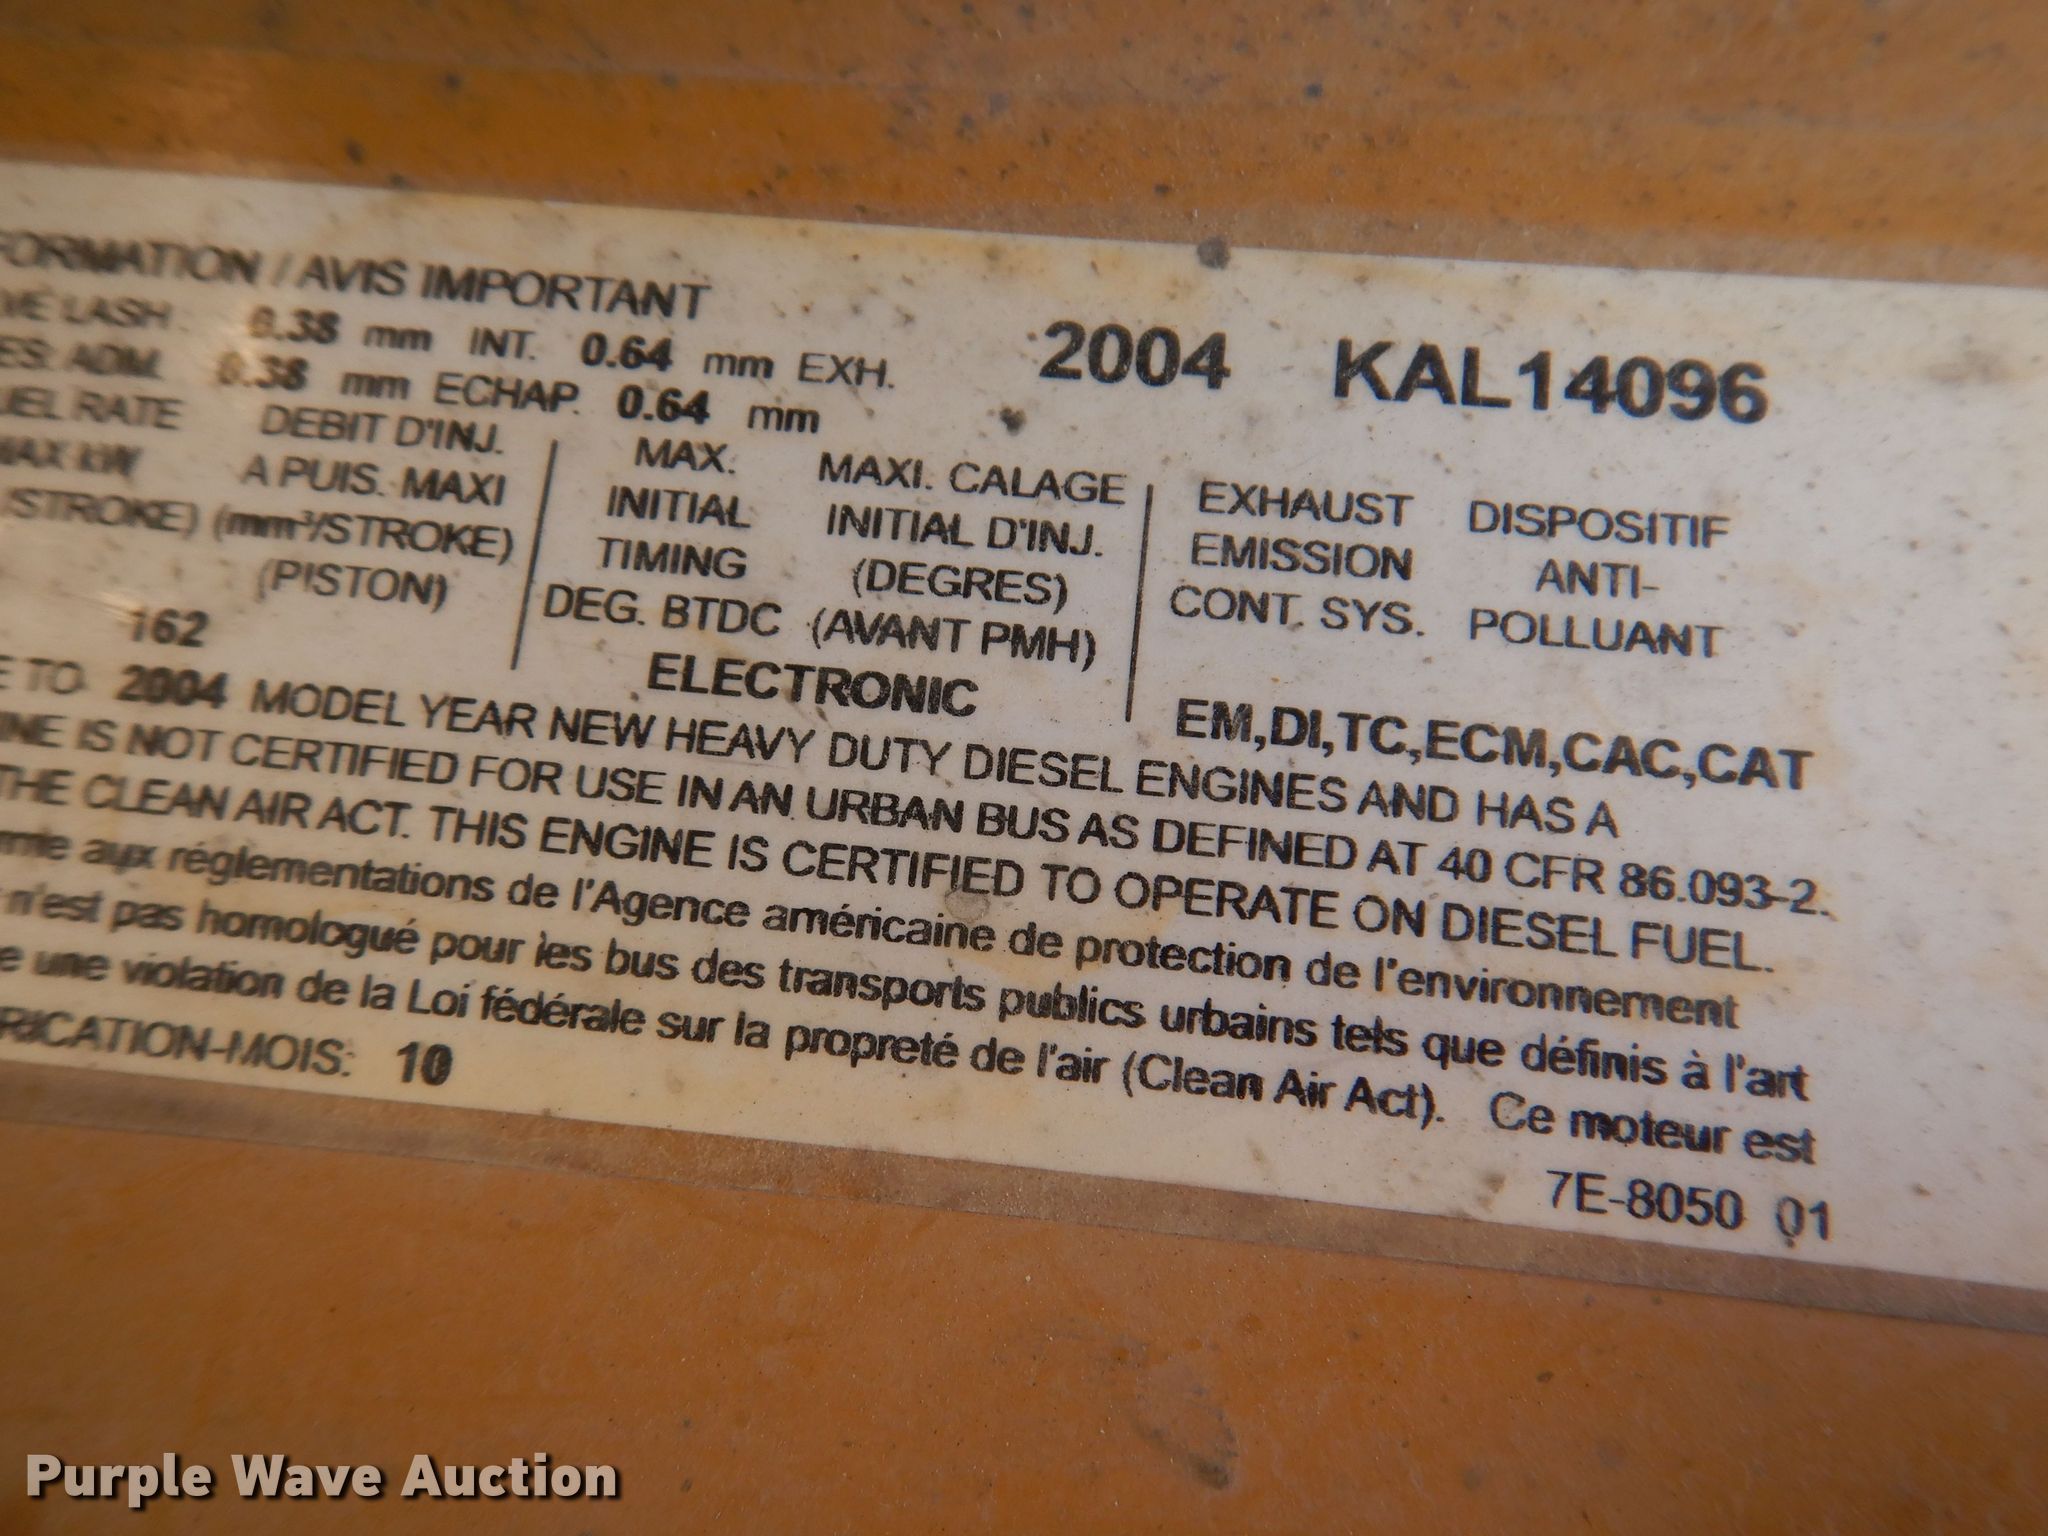 FORMATION / AVIS IMPORTANT
LASH 0.38 mm INT. 0.64 mm EXH.
ADM. 0.38 mm ECHAP. 0.64 mm
2004 KAL14096
RATE DEBIT D'INJ.
MAX kW A PUIS. MAXI
/STROKE) (mm³/STROKE)
(PISTON)
162
MAX. MAXI. CALAGE
INITIAL INITIAL D'INJ.
TIMING (DEGRES)
DEG. BTDC (AVANT PMH)
ELECTRONIC
EXHAUST DISPOSITIF
EMISSION ANTI-
CONT. SYS. POLLUANT
EM,DI,TC,ECM,CAC,CAT
TO 2004 MODEL YEAR NEW HEAVY DUTY DIESEL ENGINES AND HAS A
INE IS NOT CERTIFIED FOR USE IN AN URBAN BUS AS DEFINED AT 40 CFR 86.093-2.
THE CLEAN AIR ACT. THIS ENGINE IS CERTIFIED TO OPERATE ON DIESEL FUEL.
aux réglementations de l'Agence américaine de protection de l'environnement
n'est pas homologué pour les bus des transports publics urbains tels que définis à l'art
e une violation de la Loi fédérale sur la propreté de l'air (Clean Air Act). Ce moteur est
RICATION-MOIS: 10
7E-8050 01
Purple Wave Auction